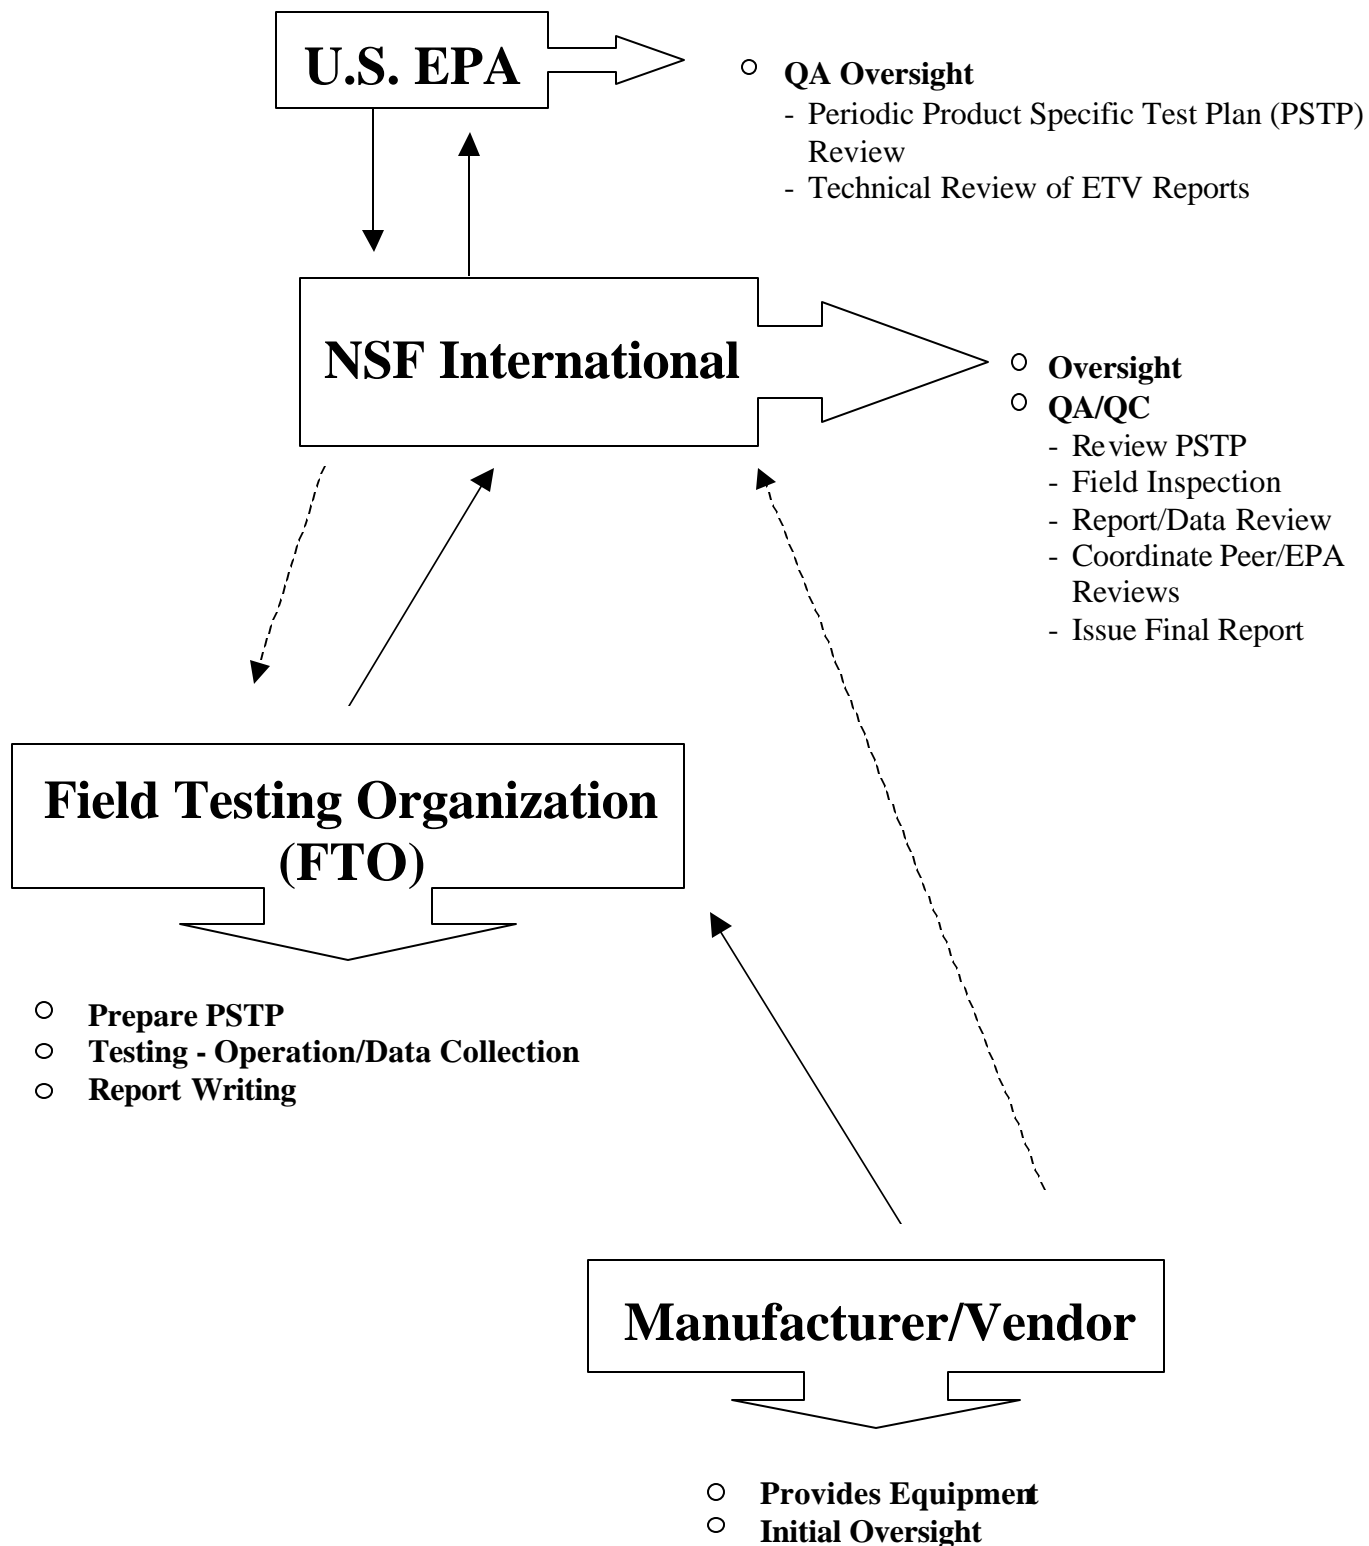 U.S. EPA
QA Oversight
- Periodic Product Specific Test Plan (PSTP)
Review
- Technical Review of ETV Reports
NSF International
Oversight
QA/QC
- Review PSTP
- Field Inspection
- Report/Data Review
- Coordinate Peer/EPA
Reviews
- Issue Final Report
Field Testing Organization
(FTO)
Prepare PSTP
Testing - Operation/Data Collection
Report Writing
Manufacturer/Vendor
Provides Equipment
Initial Oversight